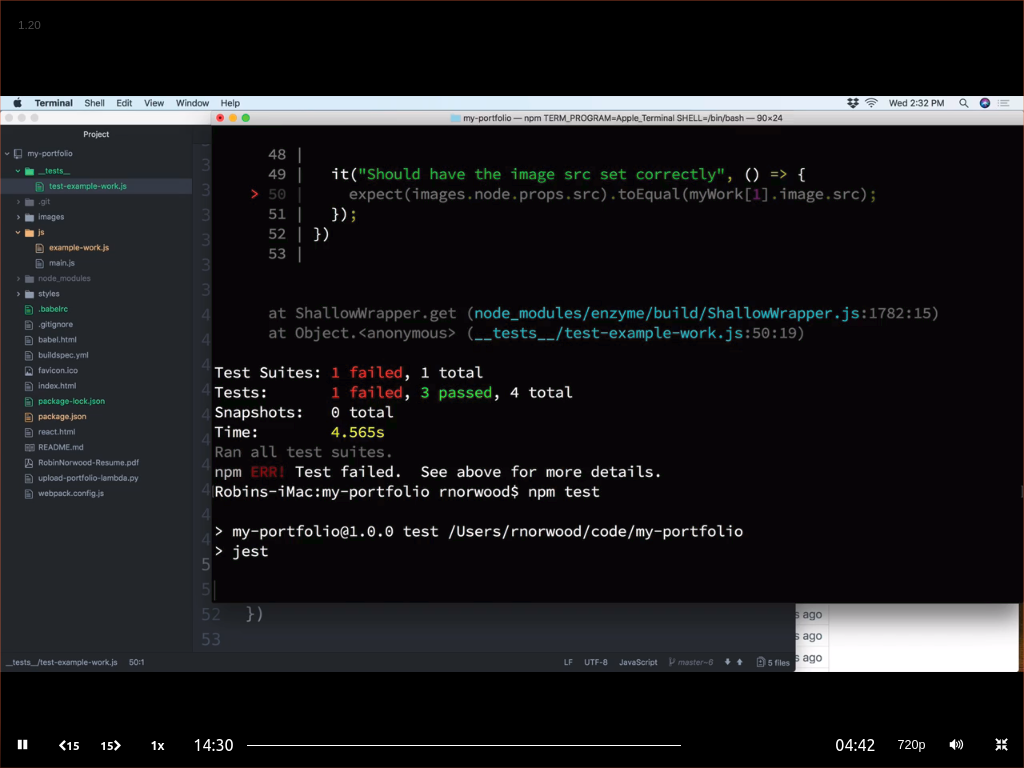 1.20
Terminal Shell Edit View Window Help Wed 2:32 PM
my-portfolio — npm TERM_PROGRAM=Apple_Terminal SHELL=/bin/bash — 90×24
Project
my-portfolio
__tests__
test-example-work.js
.git
images
js
example-work.js
main.js
node_modules
styles
.babelrc
.gitignore
babel.html
buildspec.yml
favicon.ico
index.html
package-lock.json
package.json
react.html
README.md
RobinNorwood-Resume.pdf
upload-portfolio-lambda.py
webpack.config.js
48 |
49 | it("Should have the image src set correctly", () => {
> 50 | expect(images.node.props.src).toEqual(myWork[1].image.src);
51 | });
52 | })
53 |
at ShallowWrapper.get (node_modules/enzyme/build/ShallowWrapper.js:1782:15)
at Object.<anonymous> (__tests__/test-example-work.js:50:19)
Test Suites: 1 failed, 1 total
Tests: 1 failed, 3 passed, 4 total
Snapshots: 0 total
Time: 4.565s
Ran all test suites.
npm ERR! Test failed. See above for more details.
Robins-iMac:my-portfolio rnorwood$ npm test
> my-portfolio@1.0.0 test /Users/rnorwood/code/my-portfolio
> jest
52 })
53
s ago
s ago
s ago
__tests__/test-example-work.js 50:1 LF UTF-8 JavaScript master-6 5 files
15 15 1x 14:30 04:42 720p